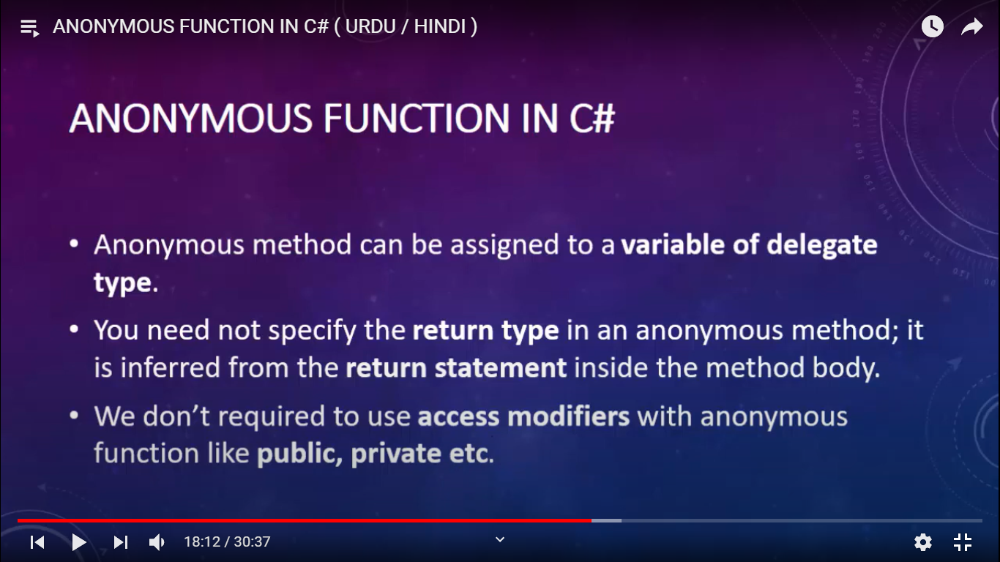 ANONYMOUS FUNCTION IN C# ( URDU / HINDI )
ANONYMOUS FUNCTION IN C#
• Anonymous method can be assigned to a variable of delegate
type.
• You need not specify the return type in an anonymous method; it
is inferred from the return statement inside the method body.
• We don’t required to use access modifiers with anonymous
function like public, private etc.
18:12 / 30:37